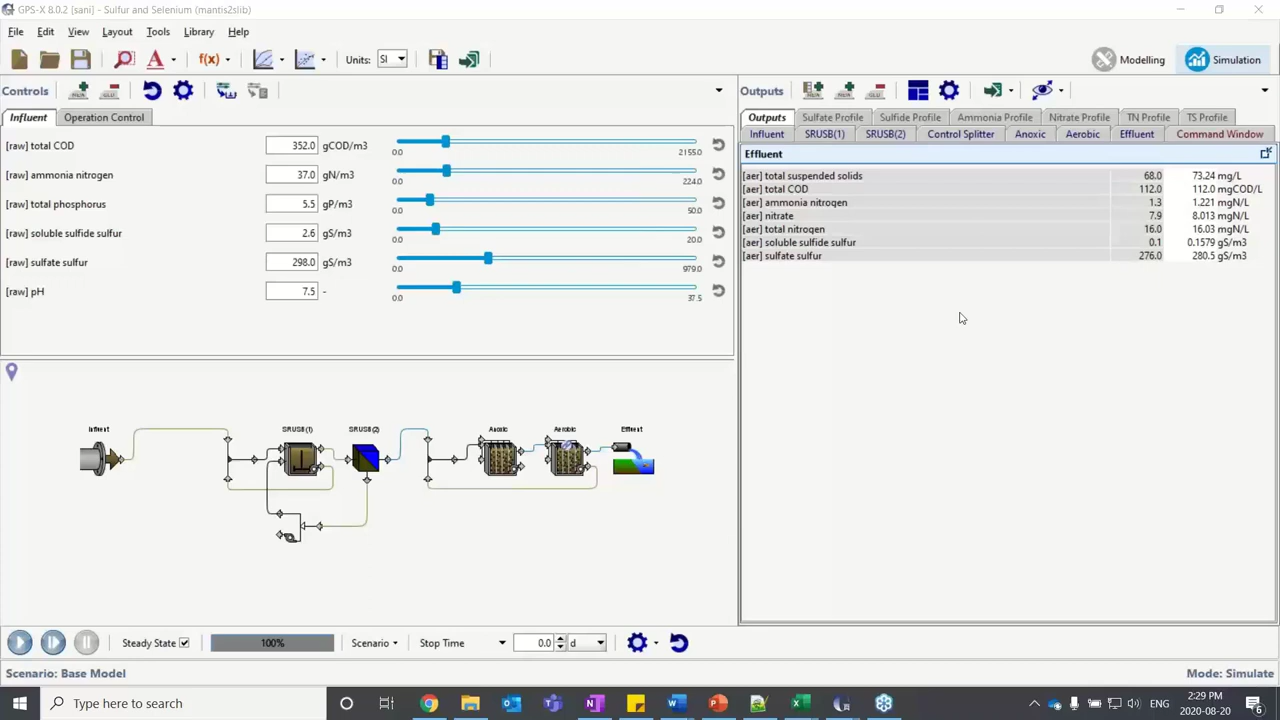 GPS-X 8.0.2 [sani] - Sulfur and Selenium (mantis2slib)
File Edit View Layout Tools Library Help
Units: SI
Modelling Simulation
Controls
Outputs
Influent Operation Control
Outputs Sulfate Profile Sulfide Profile Ammonia Profile Nitrate Profile TN Profile TS Profile
Influent SRUSB(1) SRUSB(2) Control Splitter Anoxic Aerobic Effluent Command Window
[raw] total COD 352.0 gCOD/m3 0.0 2155.0
[raw] ammonia nitrogen 37.0 gN/m3 0.0 224.0
[raw] total phosphorus 5.5 gP/m3 0.0 50.0
[raw] soluble sulfide sulfur 2.6 gS/m3 0.0 20.0
[raw] sulfate sulfur 298.0 gS/m3 0.0 979.0
[raw] pH 7.5 - 0.0 37.5
Effluent
[aer] total suspended solids 68.0 73.24 mg/L
[aer] total COD 112.0 112.0 mgCOD/L
[aer] ammonia nitrogen 1.3 1.221 mgN/L
[aer] nitrate 7.9 8.013 mgN/L
[aer] total nitrogen 16.0 16.03 mgN/L
[aer] soluble sulfide sulfur 0.1 0.1579 gS/m3
[aer] sulfate sulfur 276.0 280.5 gS/m3
Influent SRUSB(1) SRUSB(2) Anoxic Aerobic Effluent
Steady State 100% Scenario Stop Time 0.0 d
Scenario: Base Model
Mode: Simulate
Type here to search
ENG
2:29 PM
2020-08-20
6